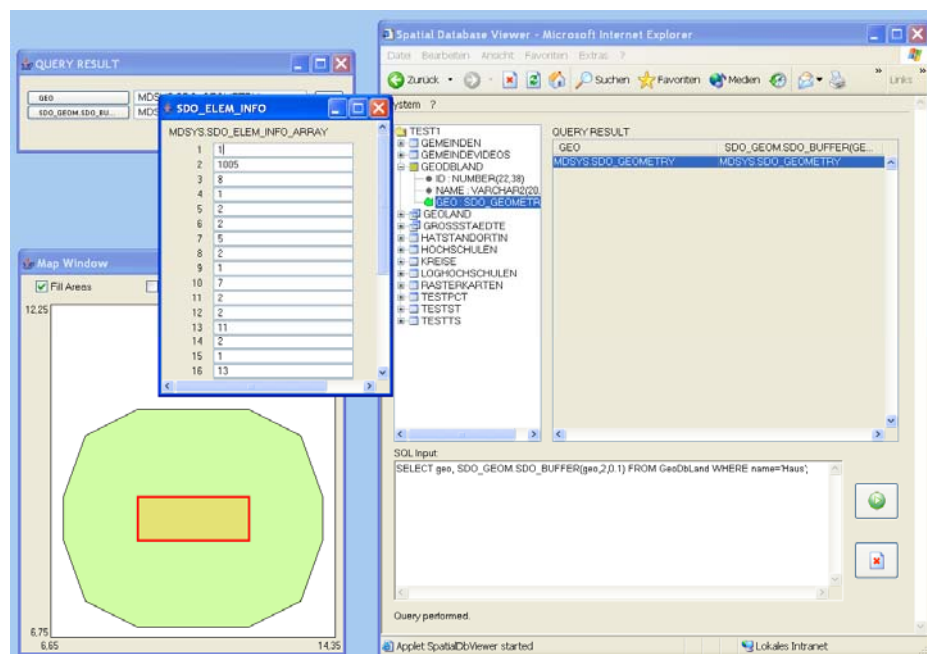 QUERY RESULT
GEO
SDO_GEOM.SDO_BU...
SDO_ELEM_INFO
MDSYS.SDO_ELEM_INFO_ARRAY
1 1
2 1005
3 8
4 1
5 2
6 2
7 5
8 2
9 1
10 7
11 2
12 2
13 11
14 2
15 1
16 13
Map Window
Fill Areas
12.25
6.75
6.65 14.35
Spatial Database Viewer - Microsoft Internet Explorer
Datei Bearbeiten Ansicht Favoriten Extras ?
Zurück Suchen Favoriten Medien Links
ystem ?
TEST1
GEMEINDEN
GEMEINDEVIDEOS
GEODBLAND
ID : NUMBER(22,38)
NAME : VARCHAR2(20,
GEO : SDO_GEOMETR
GEOLAND
GROSSSTAEDTE
HATSTANDORTIN
HOCHSCHULEN
KREISE
LOGHOCHSCHULEN
RASTERKARTEN
TESTPCT
TESTST
TESTTS
QUERY RESULT
GEO SDO_GEOM.SDO_BUFFER(GE...
MDSYS.SDO_GEOMETRY MDSYS.SDO_GEOMETRY
SQL Input
SELECT geo, SDO_GEOM.SDO_BUFFER(geo,2,0.1) FROM GeoDbLand WHERE name='Haus';
Query performed.
Applet SpatialDbViewer started Lokales Intranet